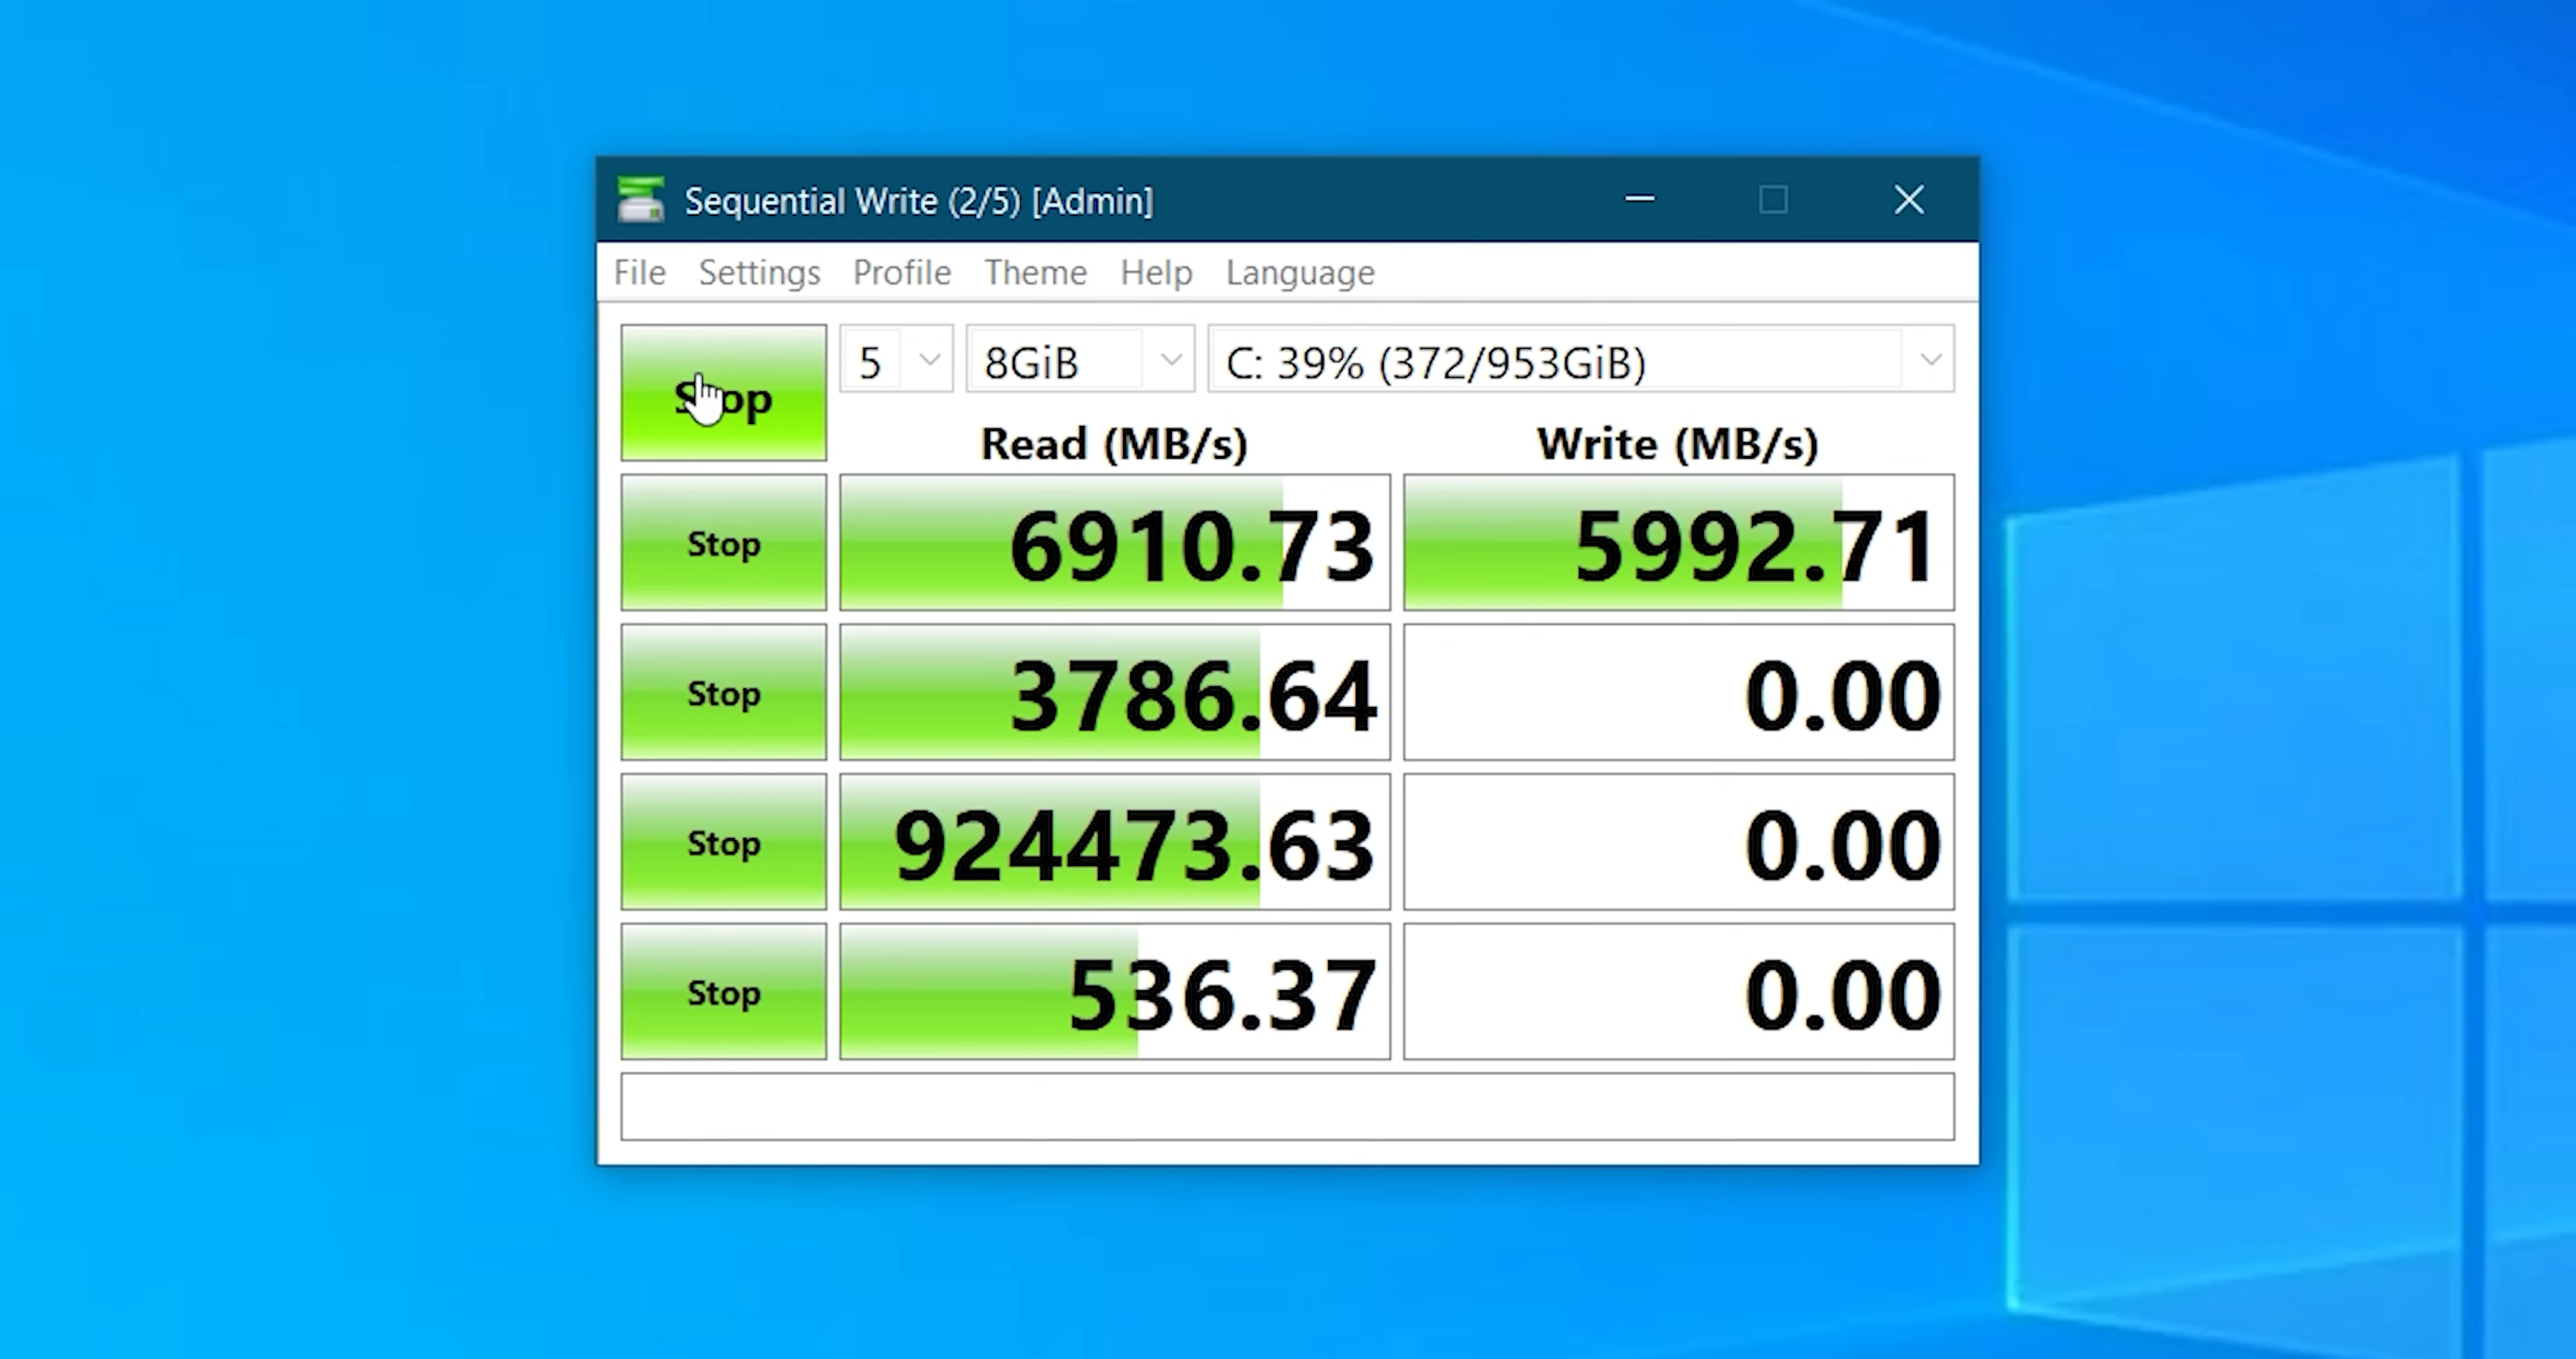 Sequential Write (2/5) [Admin]
File Settings Profile Theme Help Language
Stop 5 8GiB C: 39% (372/953GiB)
Read (MB/s) Write (MB/s)
Stop 6910.73 5992.71
Stop 3786.64 0.00
Stop 924473.63 0.00
Stop 536.37 0.00